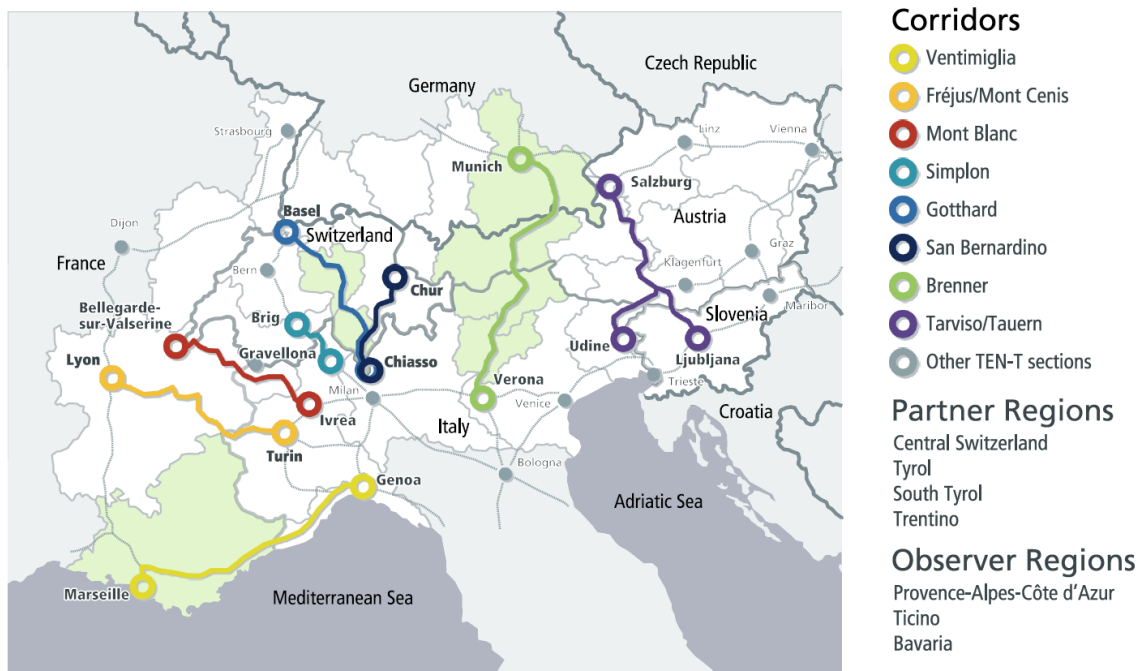 Czech Republic
Germany
Linz
Vienna
Strasbourg
Munich
Salzburg
Basel
Austria
Dijon
Switzerland
Graz
France
Bern
Klagenfurt
Chur
Bellegarde-
sur-Valserine
Maribor
Brig
Slovenia
Gravellona
Udine
Ljubljana
Lyon
Chiasso
Verona
Trieste
Milan
Venice
Croatia
Ivrea
Italy
Turin
Bologna
Genoa
Adriatic Sea
Marseille
Mediterranean Sea
Corridors
Ventimiglia
Fréjus/Mont Cenis
Mont Blanc
Simplon
Gotthard
San Bernardino
Brenner
Tarviso/Tauern
Other TEN-T sections
Partner Regions
Central Switzerland
Tyrol
South Tyrol
Trentino
Observer Regions
Provence-Alpes-Côte d’Azur
Ticino
Bavaria